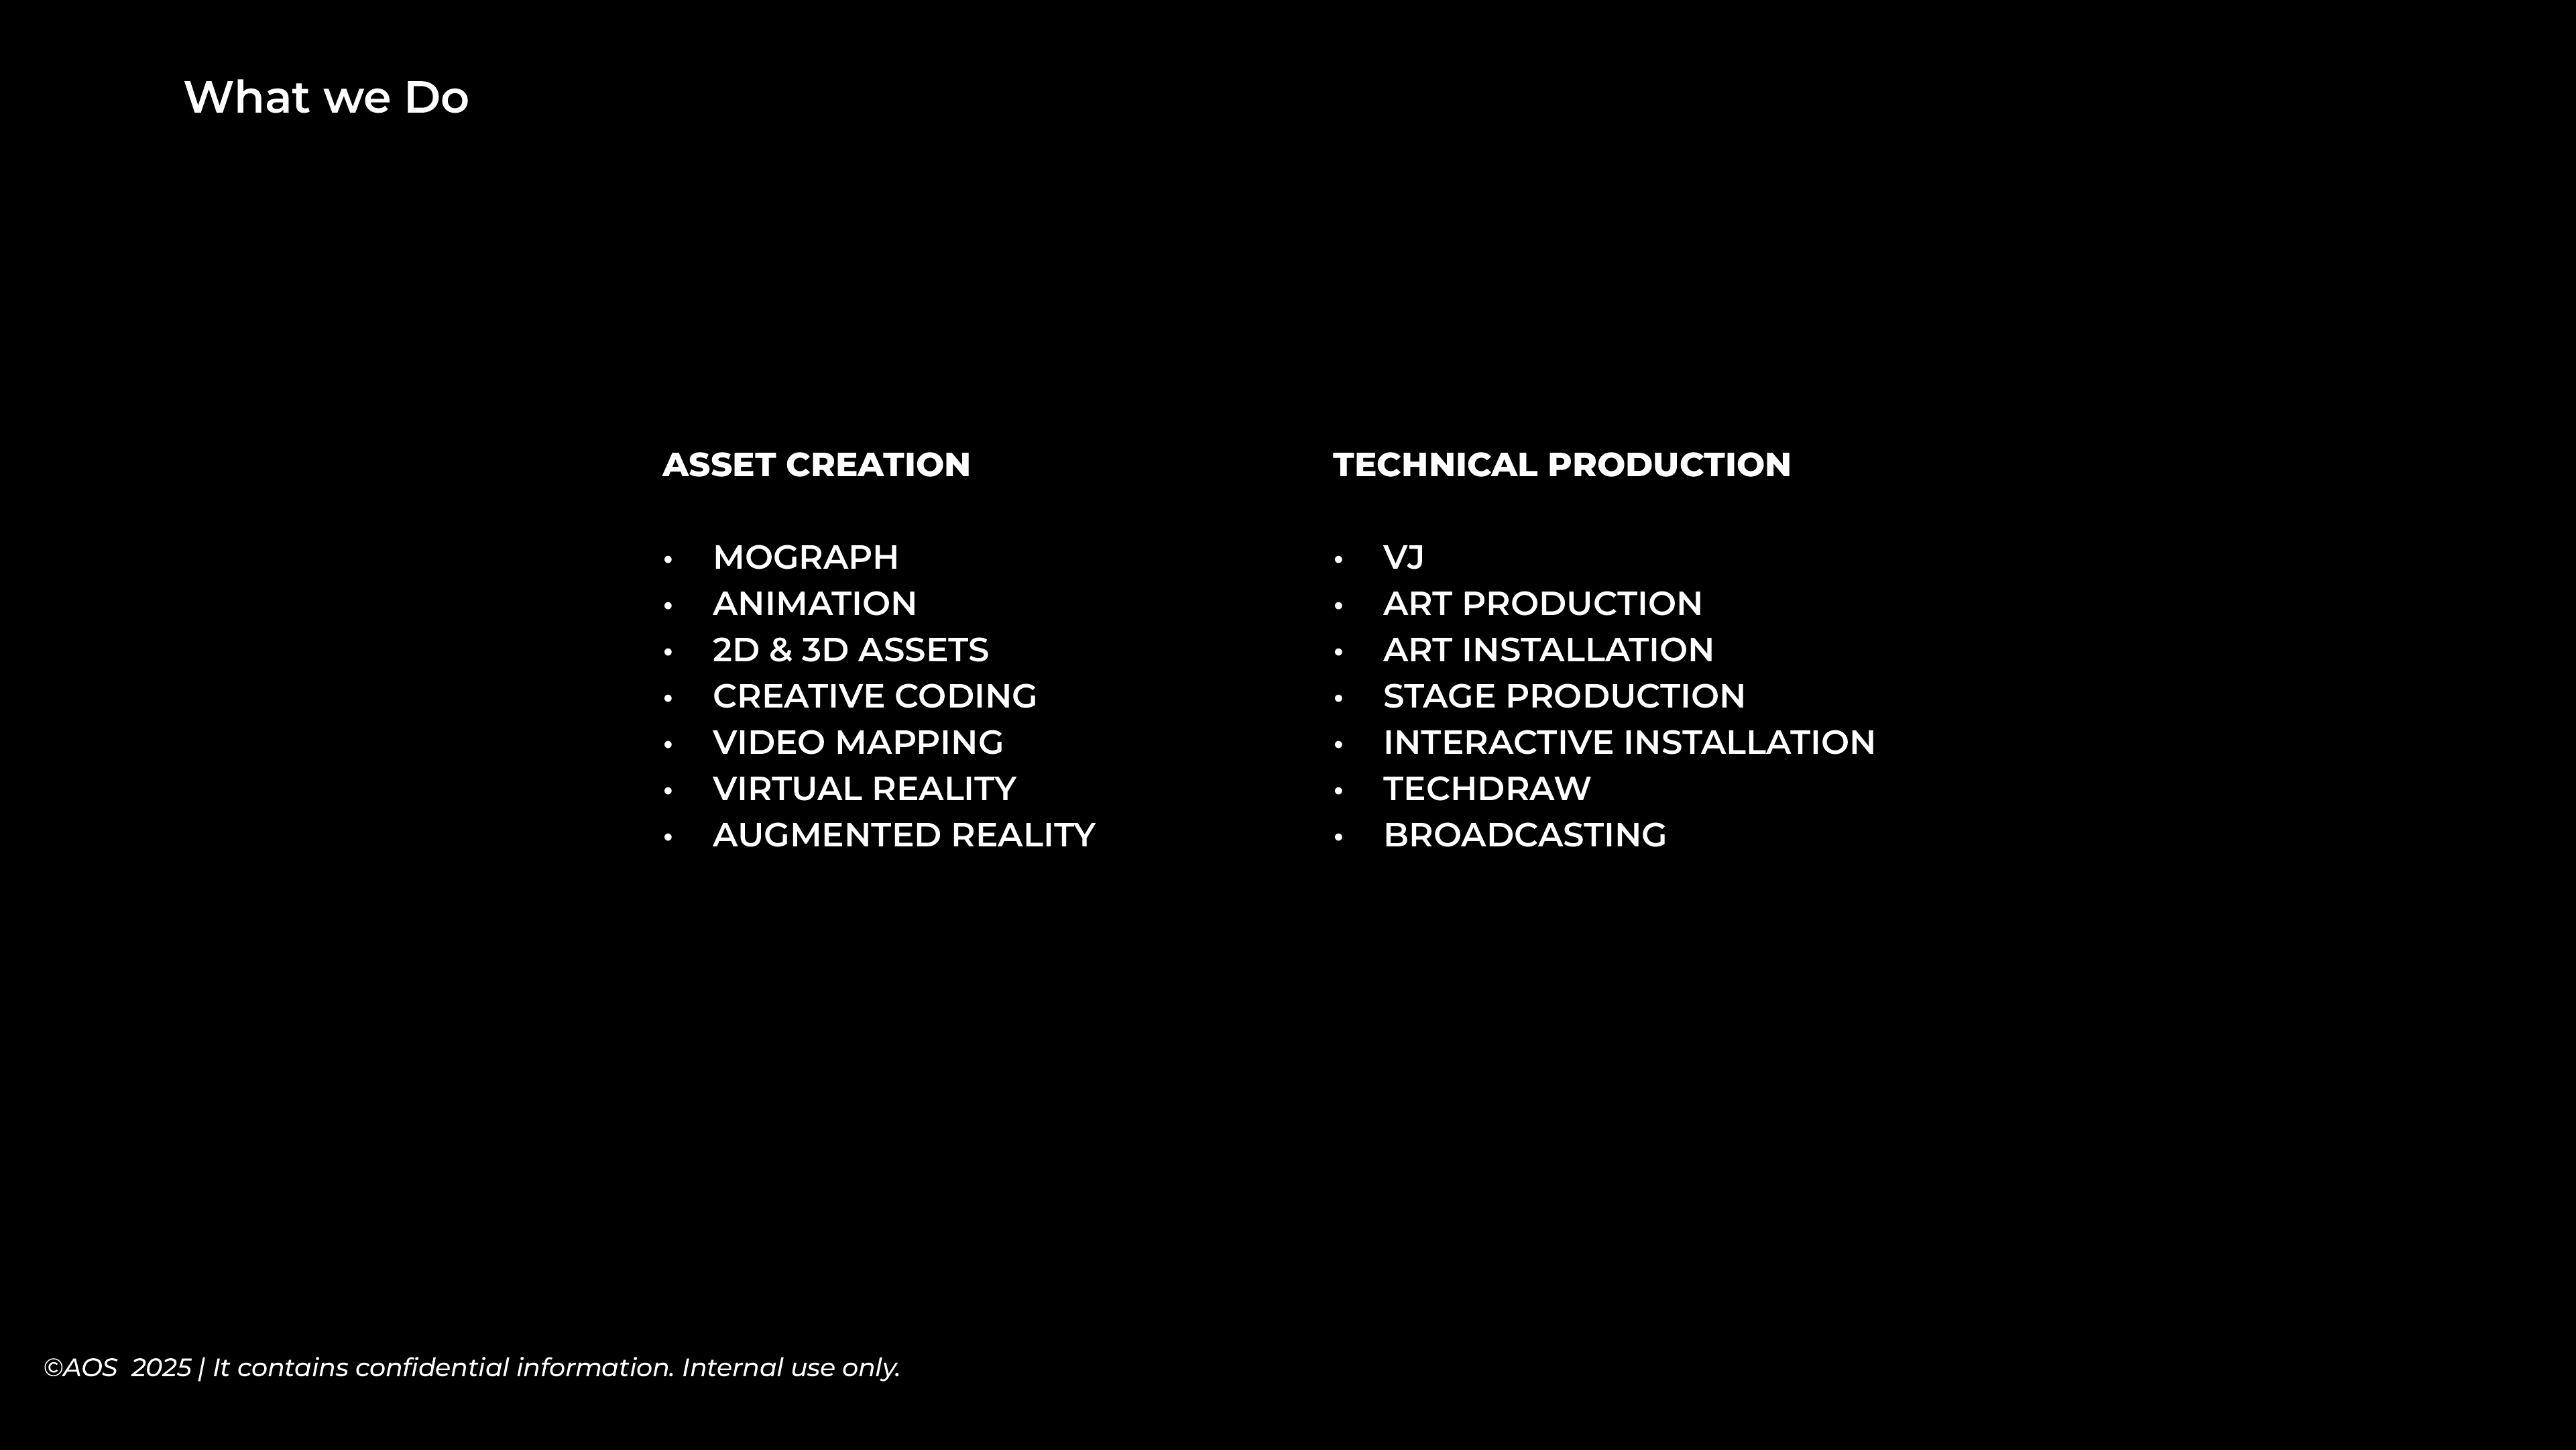 What we Do
ASSET CREATION
• MOGRAPH
• ANIMATION
• 2D & 3D ASSETS
• CREATIVE CODING
• VIDEO MAPPING
• VIRTUAL REALITY
• AUGMENTED REALITY
TECHNICAL PRODUCTION
• VJ
• ART PRODUCTION
• ART INSTALLATION
• STAGE PRODUCTION
• INTERACTIVE INSTALLATION
• TECHDRAW
• BROADCASTING
©AOS  2025 | It contains confidential information. Internal use only.